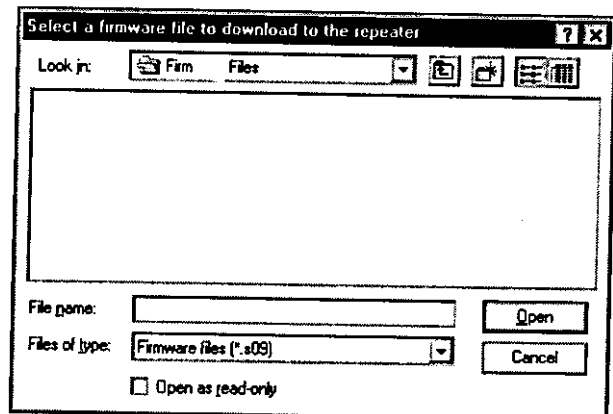 Select a firmware file to download to the repeater
Look in: Firm Files
File name:
Open
Files of type: Firmware files (*.s09)
Cancel
Open as read-only